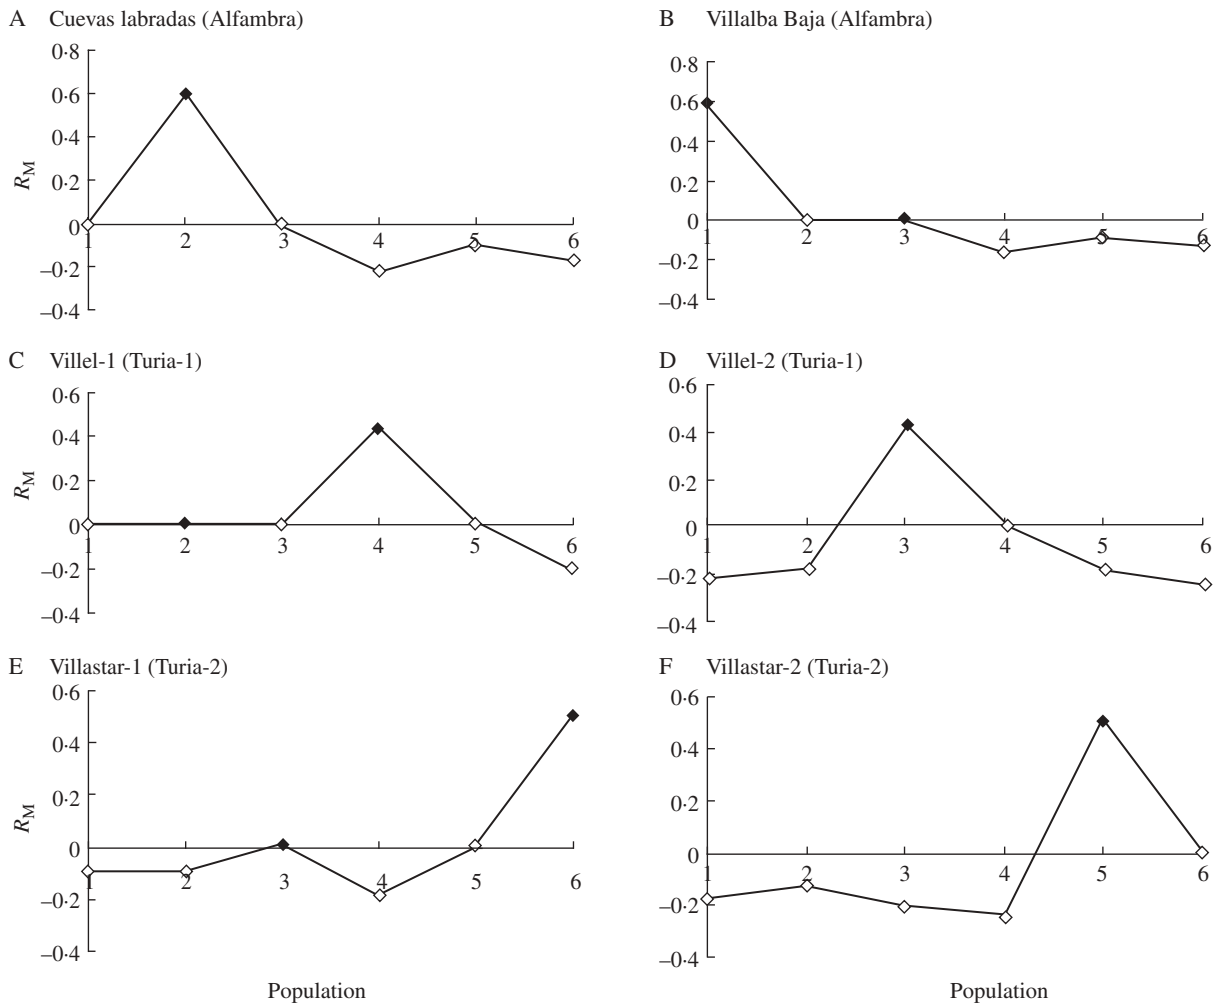 A Cuevas labradas (Alfambra)
0·8
0·6
0·4
0·2
0
–0·2
–0·4
R_M
1 2 3 4 5 6
B Villalba Baja (Alfambra)
0·8
0·6
0·4
0·2
0
–0·2
–0·4
1 2 3 4 5 6
C Villel-1 (Turia-1)
0·6
0·4
0·2
0
–0·2
–0·4
R_M
1 2 3 4 5 6
D Villel-2 (Turia-1)
0·6
0·4
0·2
0
–0·2
–0·4
1 2 3 4 5 6
E Villastar-1 (Turia-2)
0·6
0·4
0·2
0
–0·2
–0·4
R_M
1 2 3 4 5 6
Population
F Villastar-2 (Turia-2)
0·6
0·4
0·2
0
–0·2
–0·4
1 2 3 4 5 6
Population